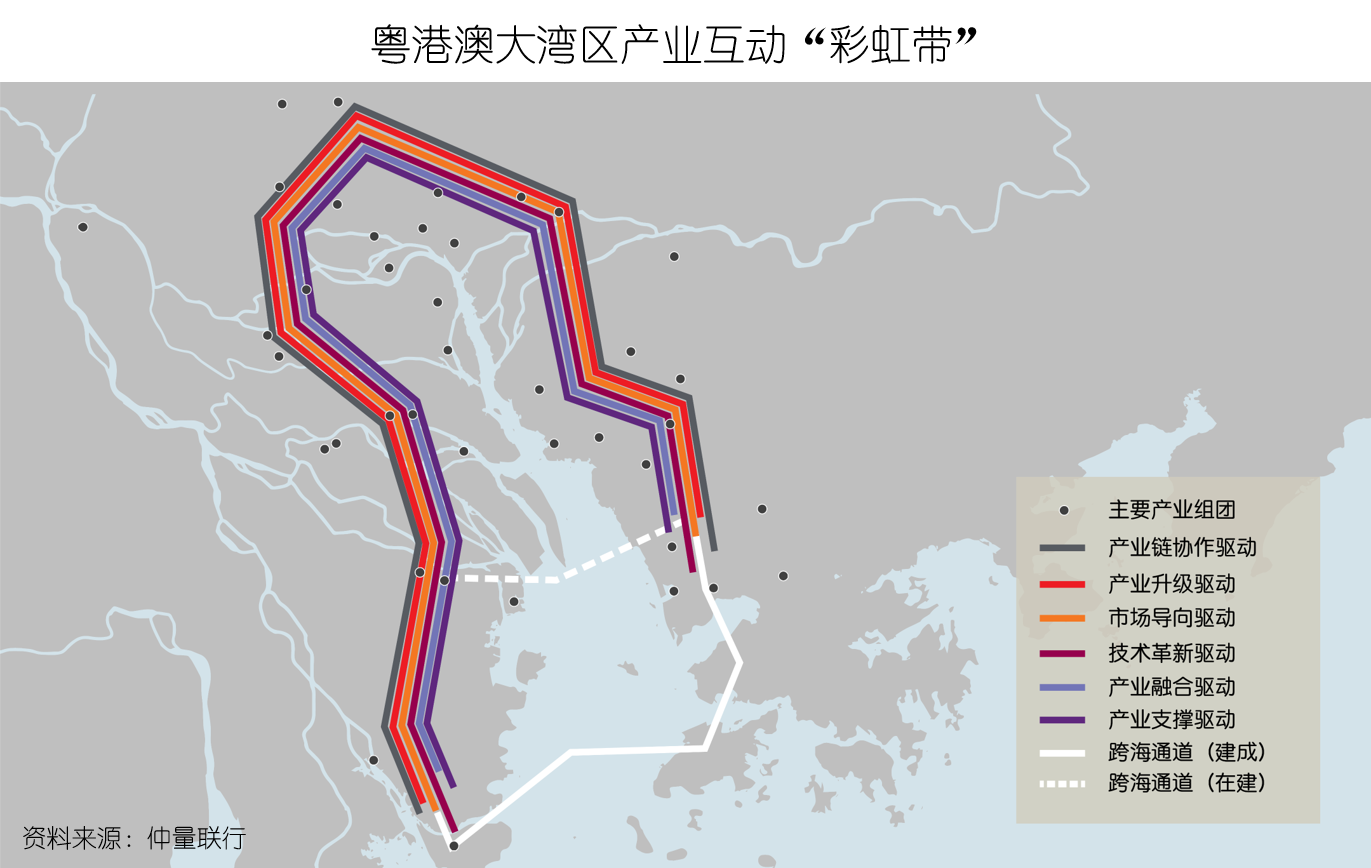 粤港澳大湾区产业互动“彩虹带”
主要产业组团
产业链协作驱动
产业升级驱动
市场导向驱动
技术革新驱动
产业融合驱动
产业支撑驱动
跨海通道（建成）
跨海通道（在建）
资料来源：仲量联行